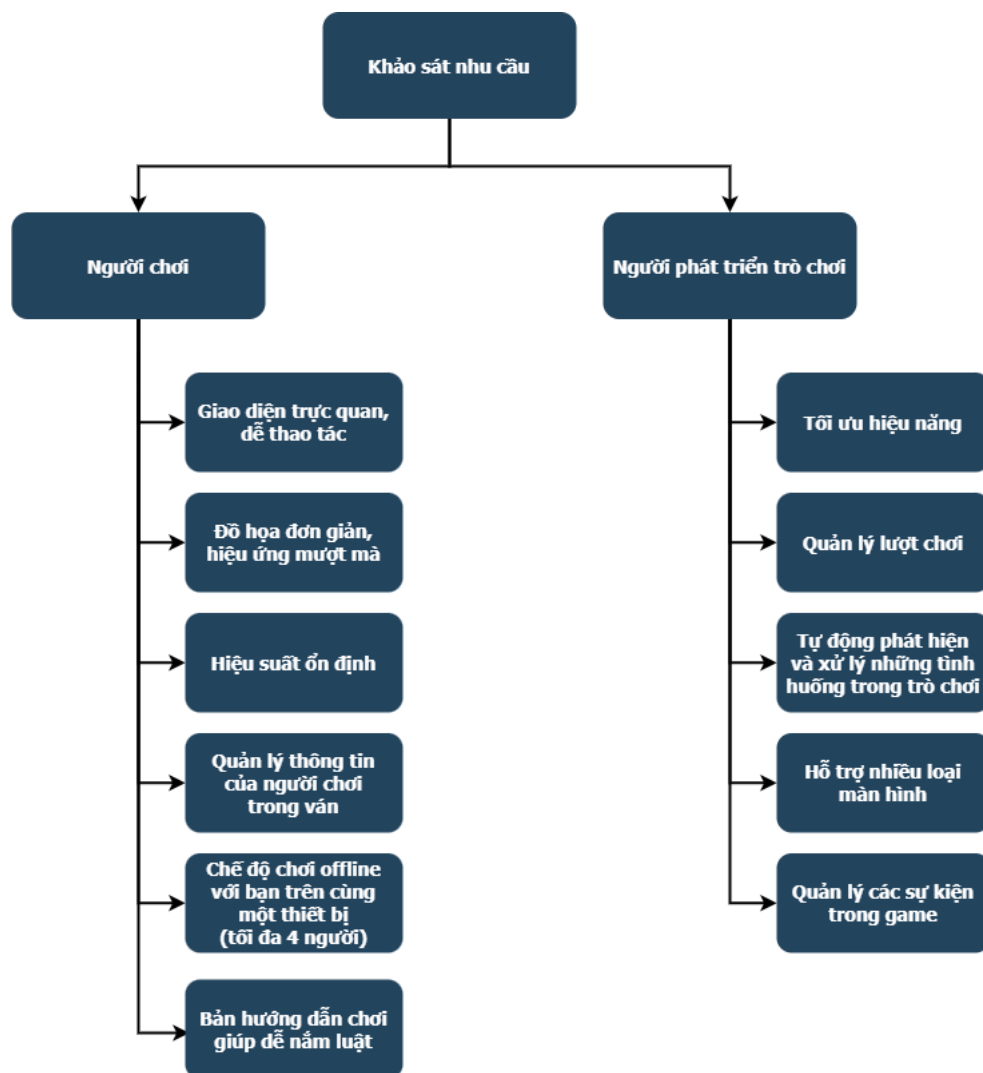 Khảo sát nhu cầu
Người chơi
Người phát triển trò chơi
Giao diện trực quan,
dễ thao tác
Đồ họa đơn giản,
hiệu ứng mượt mà
Hiệu suất ổn định
Quản lý thông tin
của người chơi
trong ván
Chế độ chơi offline
với bạn trên cùng
một thiết bị
(tối đa 4 người)
Bản hướng dẫn chơi
giúp dễ nắm luật
Tối ưu hiệu năng
Quản lý lượt chơi
Tự động phát hiện
và xử lý những tình
huống trong trò chơi
Hỗ trợ nhiều loại
màn hình
Quản lý các sự kiện
trong game